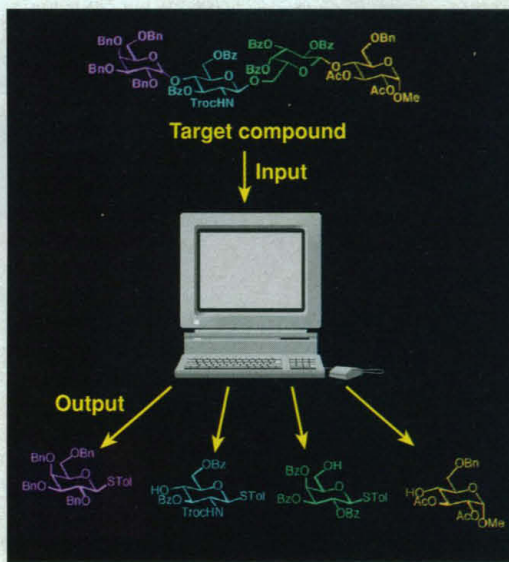 BnO OBn OBz BzO OBz OBn
BnO BnO O BzO TrocHN O BzO O O AcO AcO OMe
Target compound
Input
Output
BnO OBn OBz BzO OH OBn
BnO BnO O STol HO BzO TrocHN O STol BzO O OBz STol HO AcO AcO O OMe